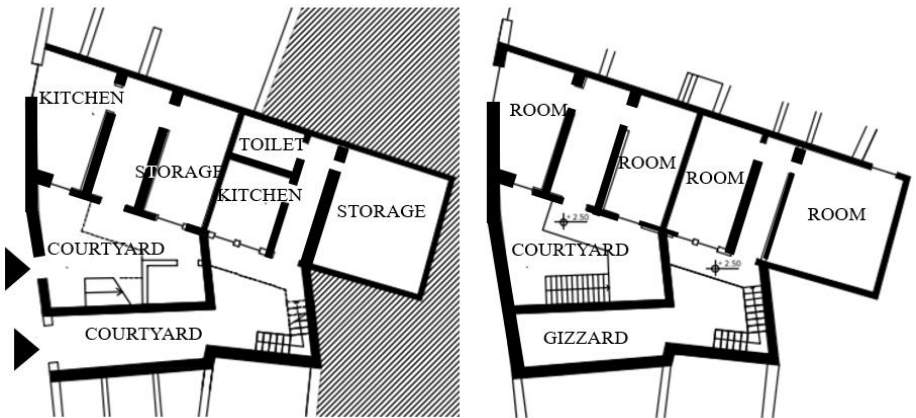 KITCHEN
TOILET
STORAGE
KITCHEN
STORAGE
COURTYARD
COURTYARD
ROOM
ROOM
ROOM
ROOM
+ 2.50
COURTYARD
+ 2.50
GIZZARD